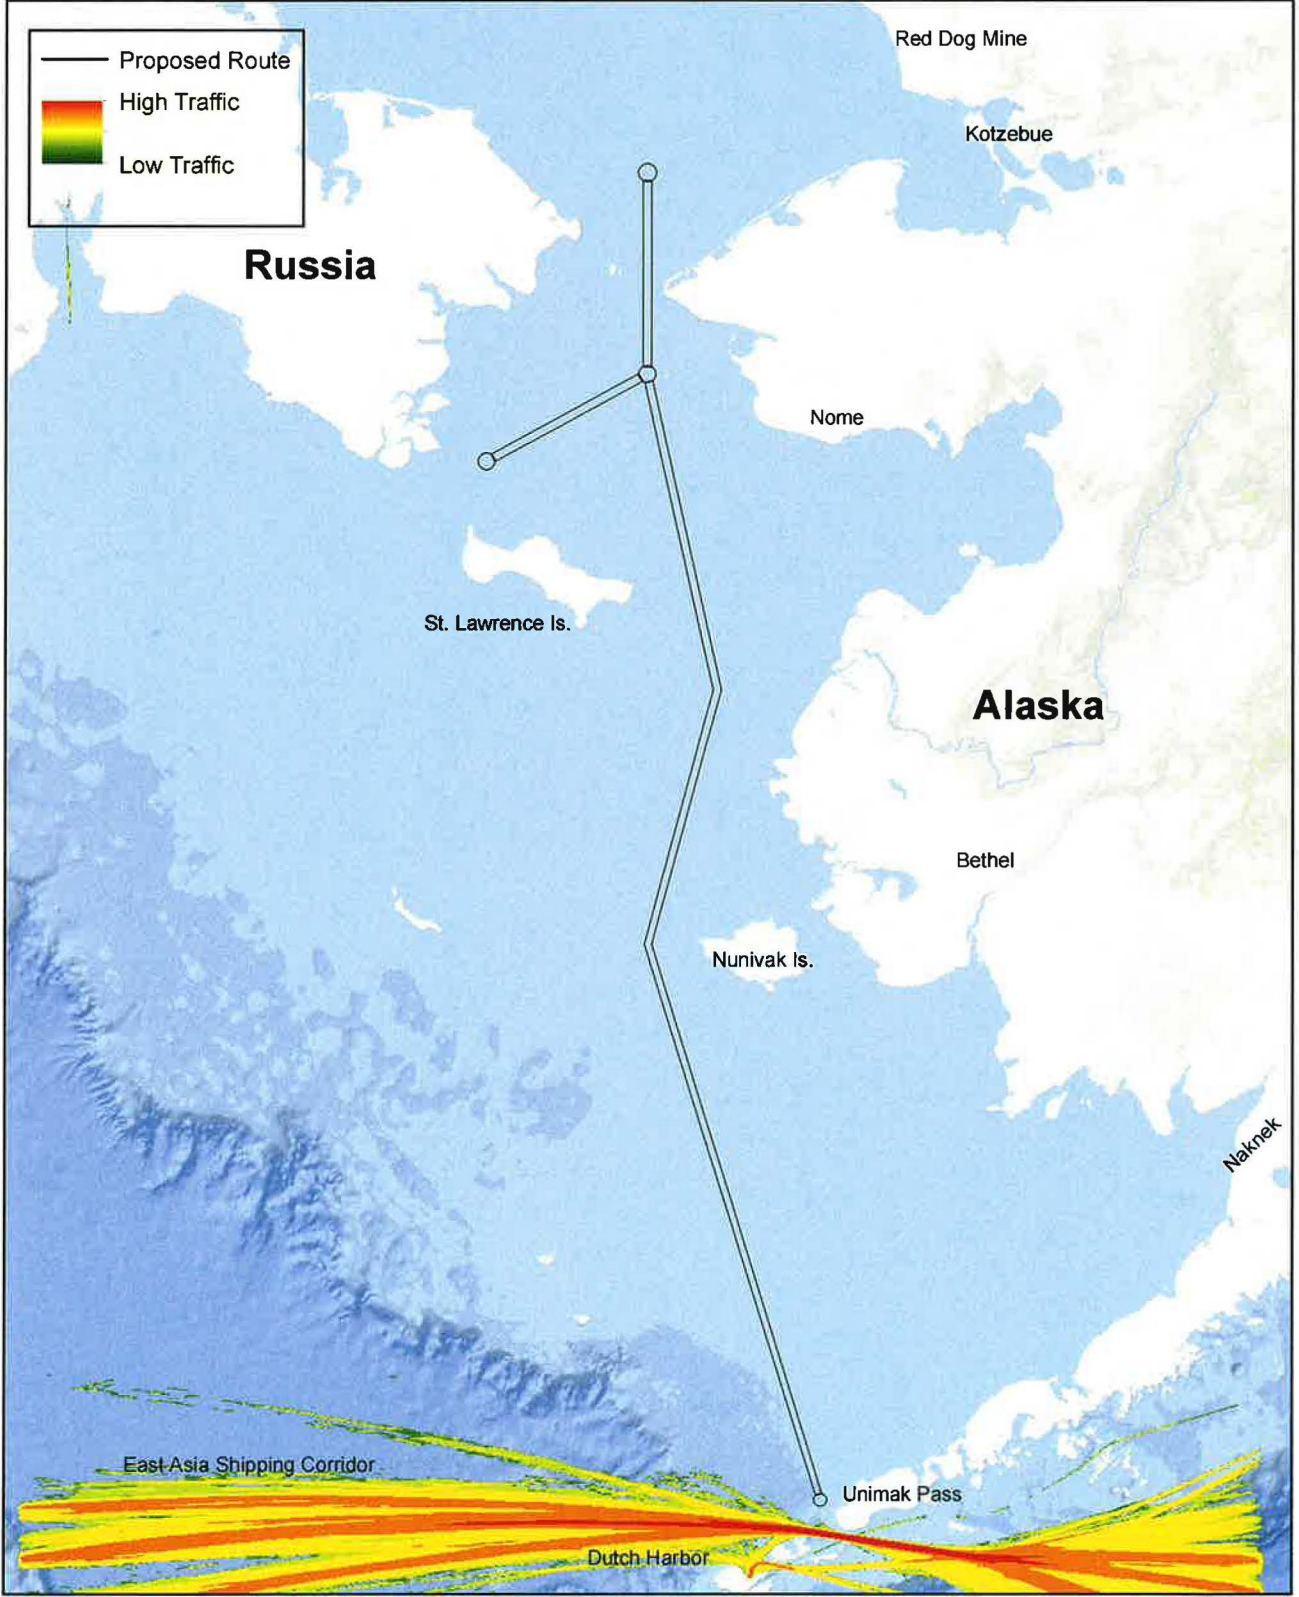 Proposed Route
High Traffic
Low Traffic
Red Dog Mine
Kotzebue
Russia
Nome
St. Lawrence Is.
Alaska
Bethel
Nunivak Is.
Naknek
East Asia Shipping Corridor
Unimak Pass
Dutch Harbor